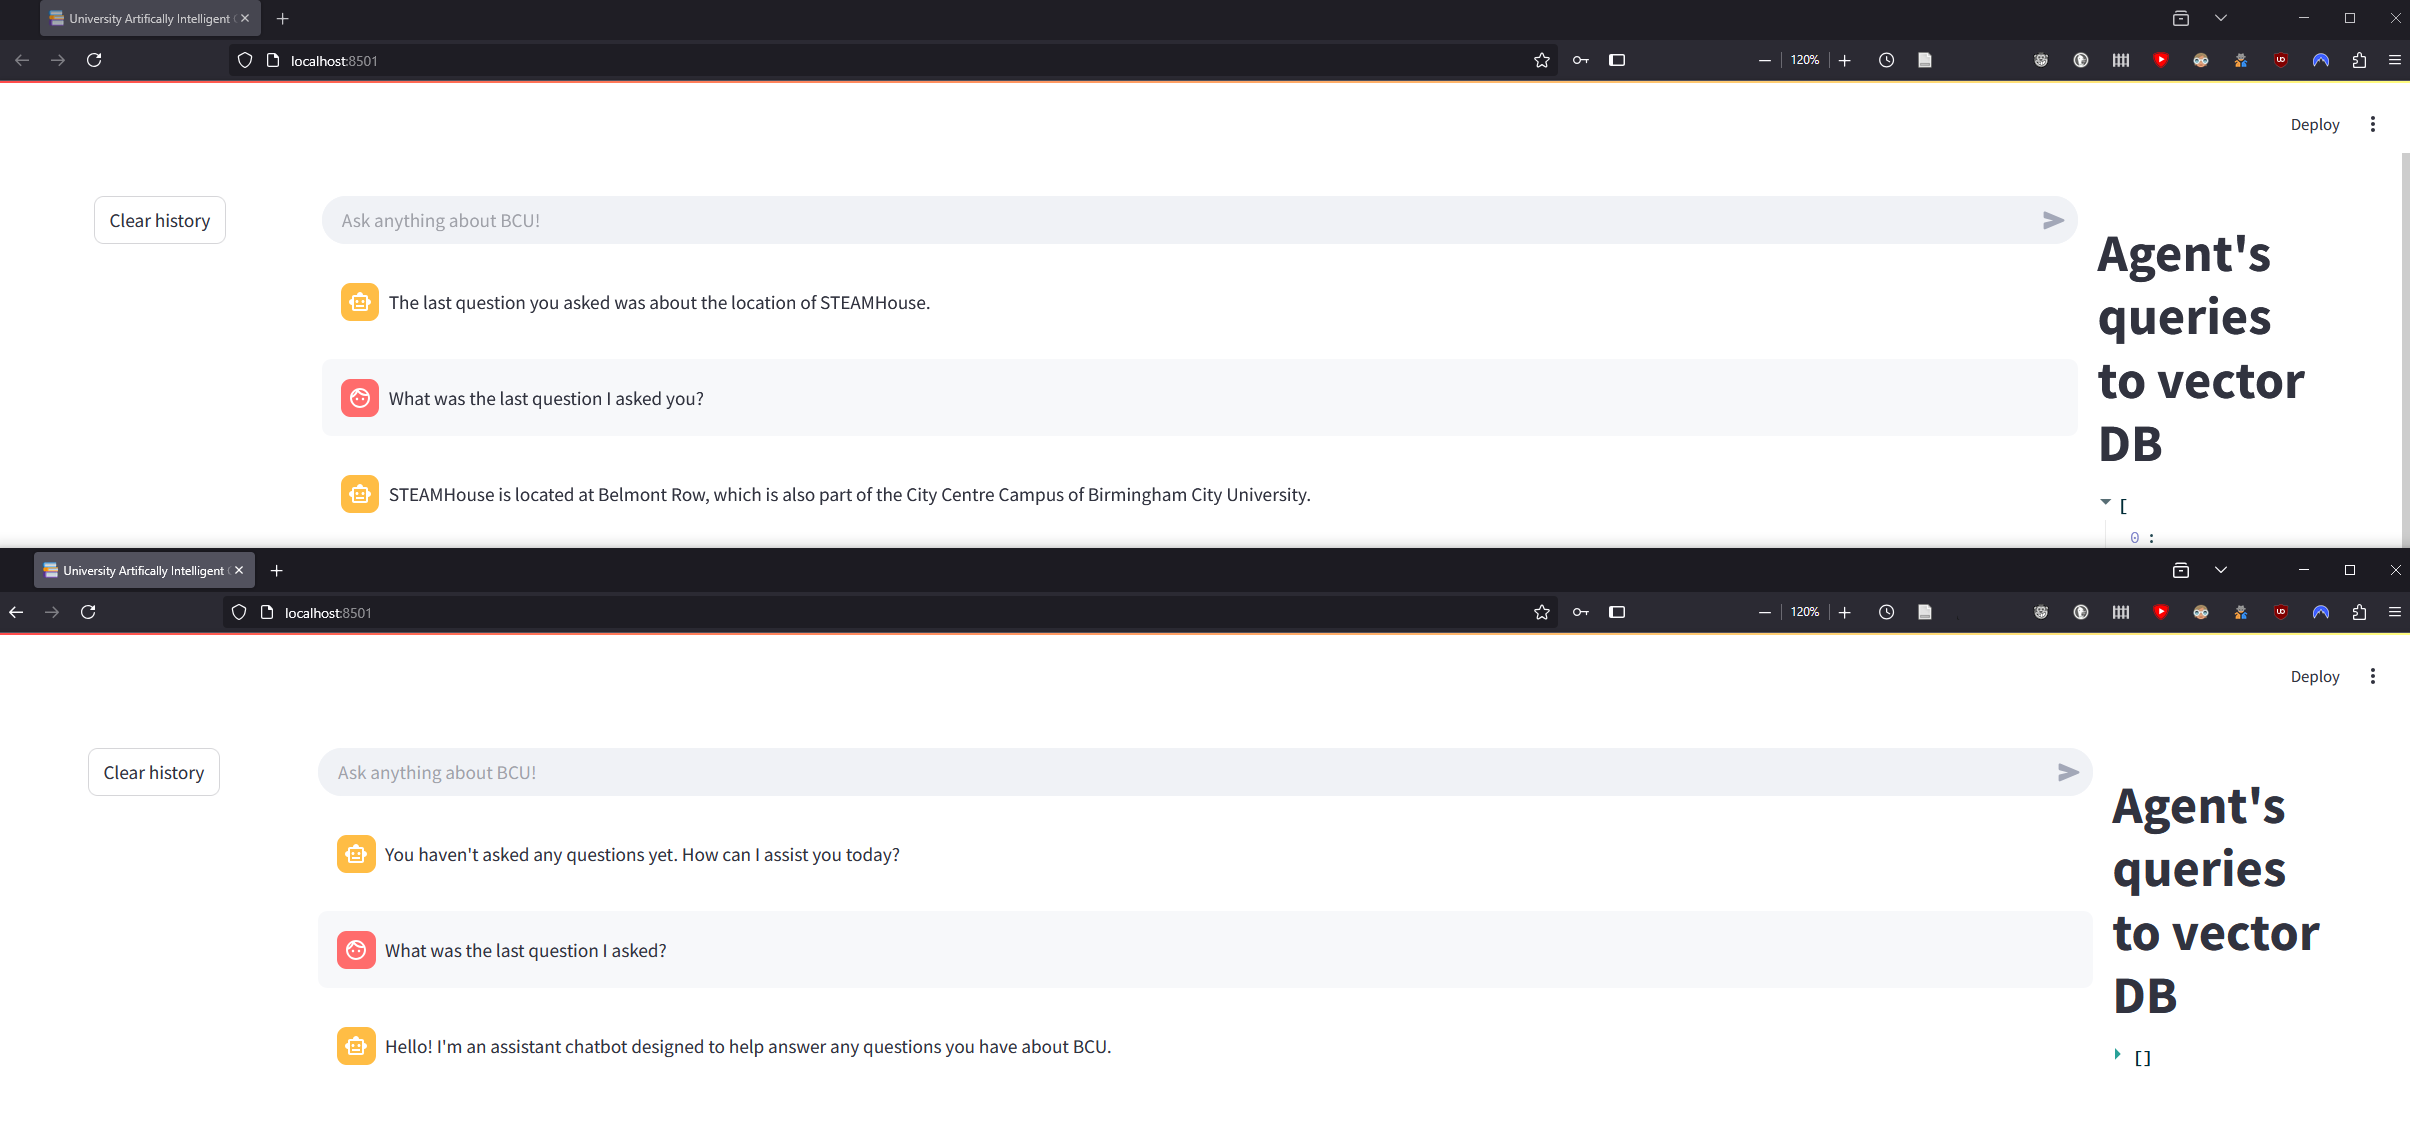 University Artifically Intelligent
localhost:8501
120%
Deploy
Clear history
Ask anything about BCU!
The last question you asked was about the location of STEAMHouse.
What was the last question I asked you?
STEAMHouse is located at Belmont Row, which is also part of the City Centre Campus of Birmingham City University.
Agent's
queries
to vector
DB
[
0 :
University Artifically Intelligent
localhost:8501
120%
Deploy
Clear history
Ask anything about BCU!
You haven't asked any questions yet. How can I assist you today?
What was the last question I asked?
Hello! I'm an assistant chatbot designed to help answer any questions you have about BCU.
Agent's
queries
to vector
DB
[]